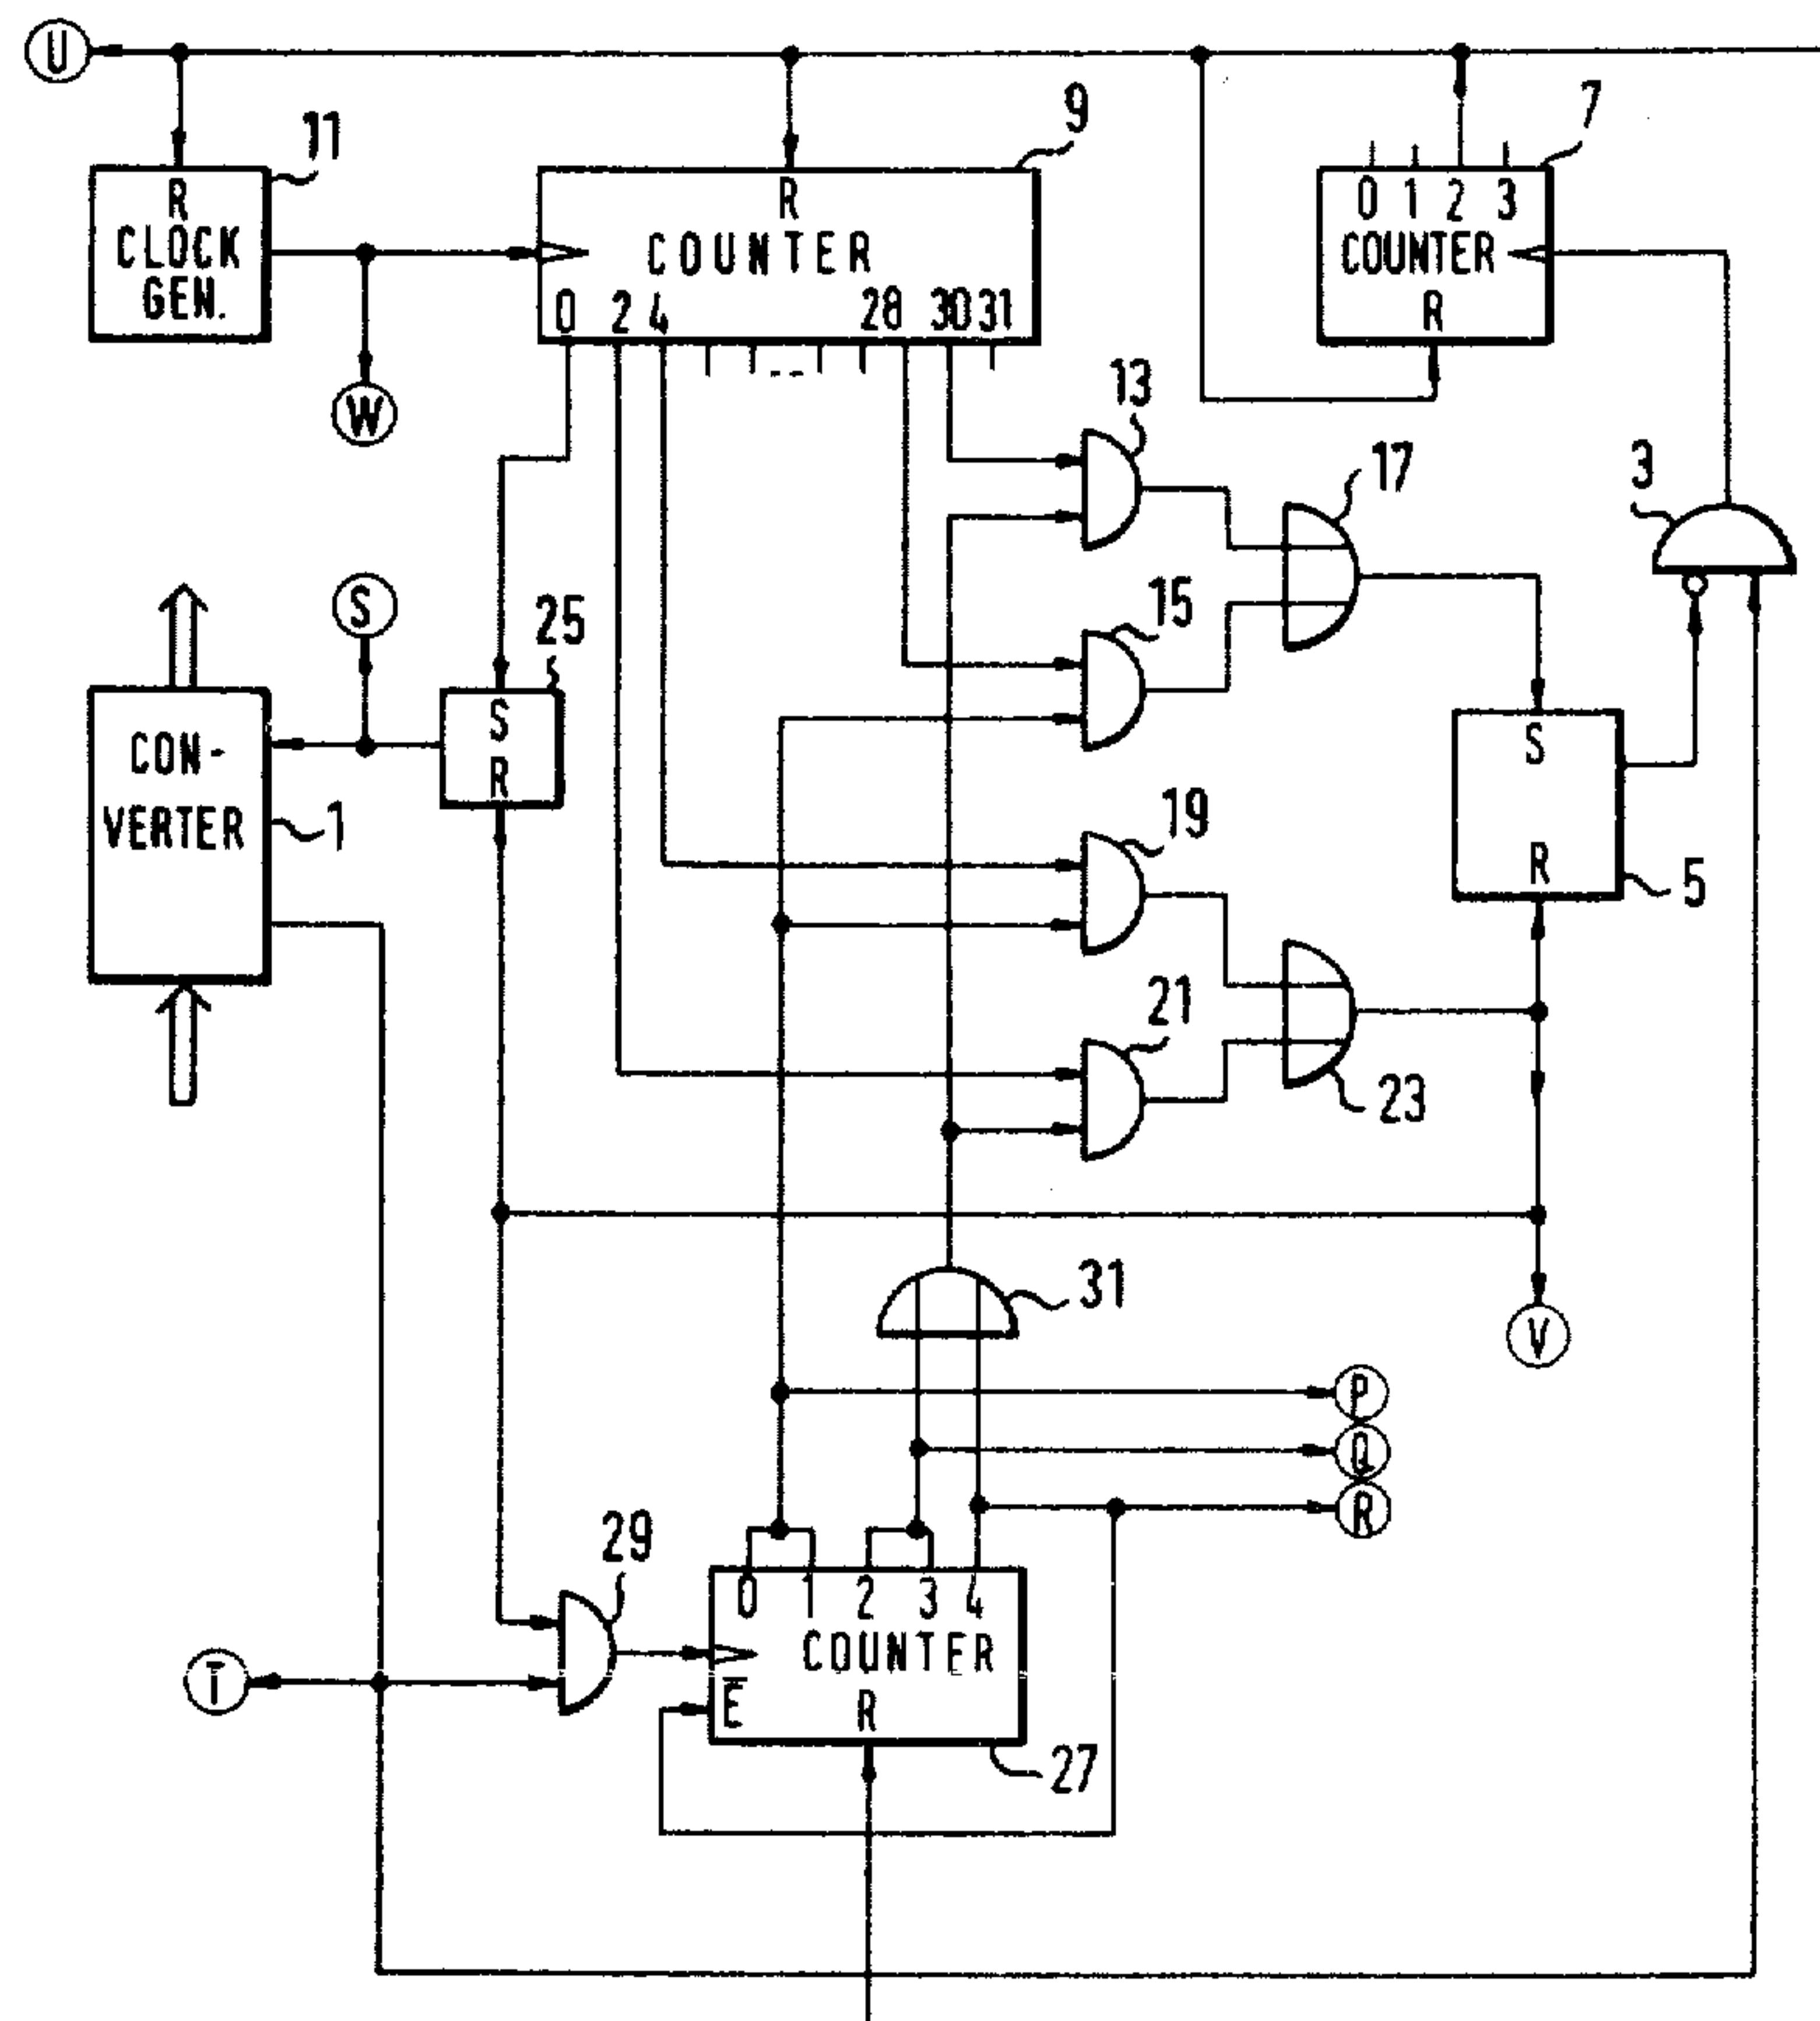 U
11
9
7
R
CLOCK
GEN.
R
COUNTER
0 2 4 28 30 31
0 1 2 3
COUNTER
R
W
13
17
3
S
25
15
CON-
VERTER
1
S
R
19
S
R
5
21
23
31
V
P
Q
R
29
0 1 2 3 4
COUNTER
E̅ R
T
27